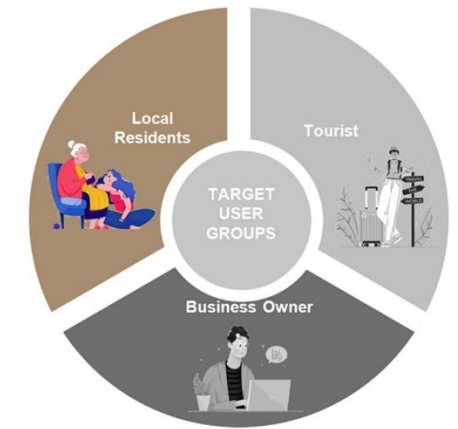 Local
Residents
Tourist
TARGET
USER
GROUPS
Business Owner